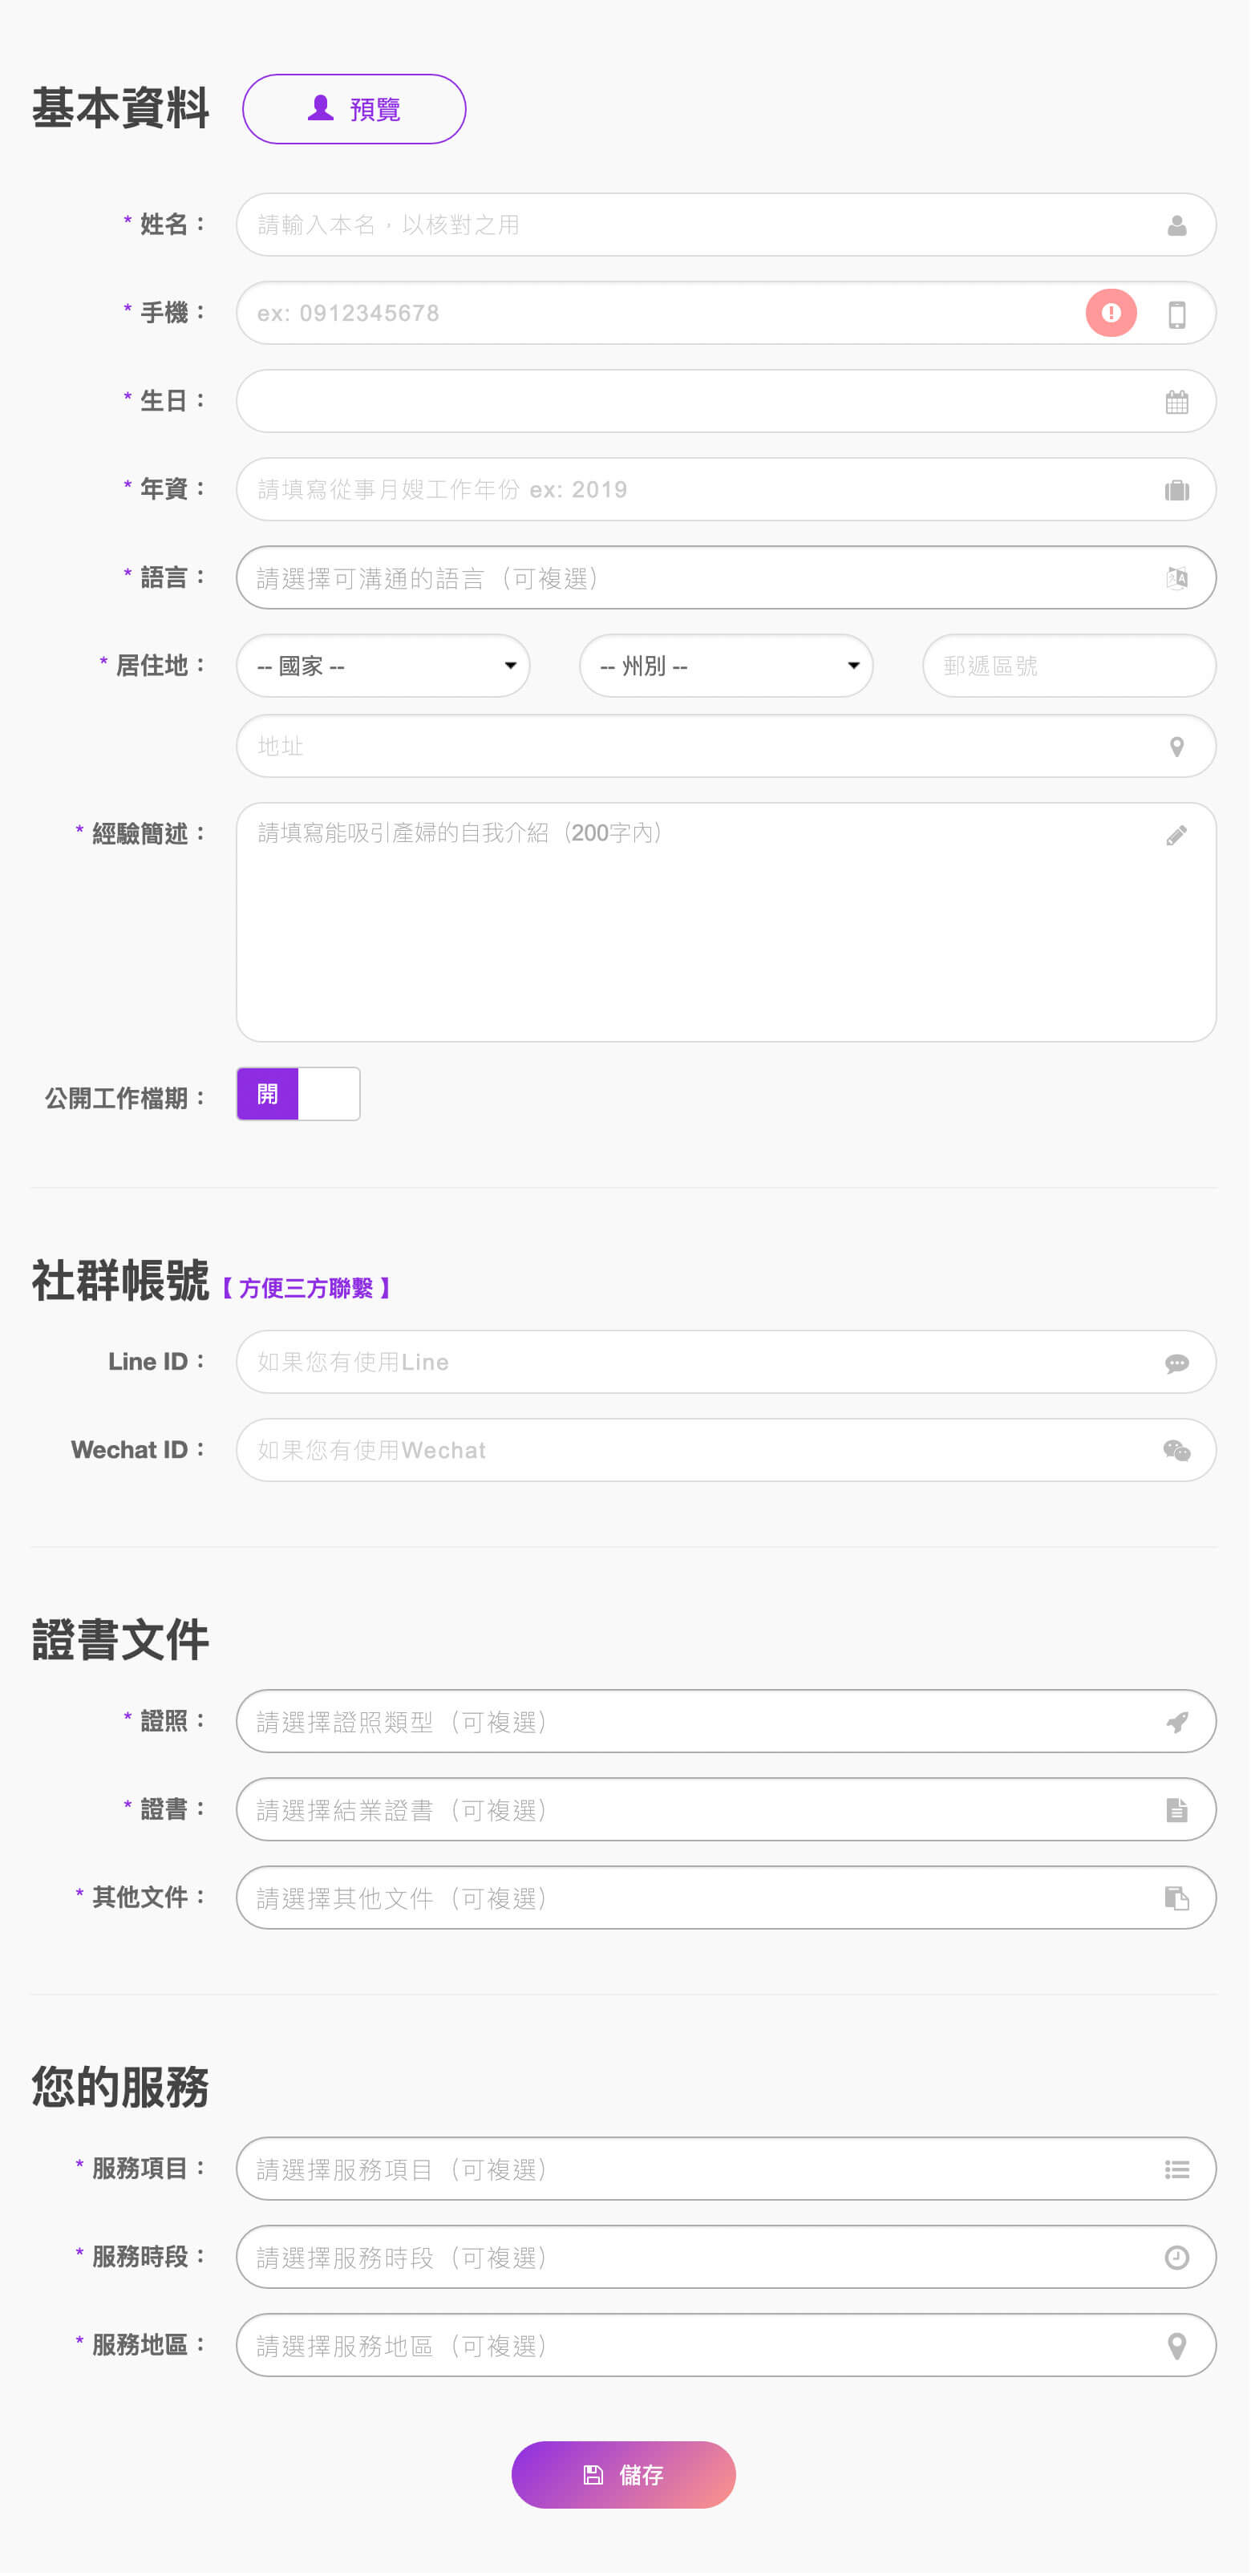 基本資料 預覽
* 姓名： 請輸入本名，以核對之用
* 手機： ex: 0912345678
* 生日：
* 年資： 請填寫從事月嫂工作年份 ex: 2019
* 語言： 請選擇可溝通的語言（可複選）
* 居住地： -- 國家 -- -- 州別 -- 郵遞區號
地址
* 經驗簡述： 請填寫能吸引產婦的自我介紹（200字內）
公開工作檔期： 開
社群帳號【 方便三方聯繫 】
Line ID： 如果您有使用Line
Wechat ID： 如果您有使用Wechat
證書文件
* 證照： 請選擇證照類型（可複選）
* 證書： 請選擇結業證書（可複選）
* 其他文件： 請選擇其他文件（可複選）
您的服務
* 服務項目： 請選擇服務項目（可複選）
* 服務時段： 請選擇服務時段（可複選）
* 服務地區： 請選擇服務地區（可複選）
儲存